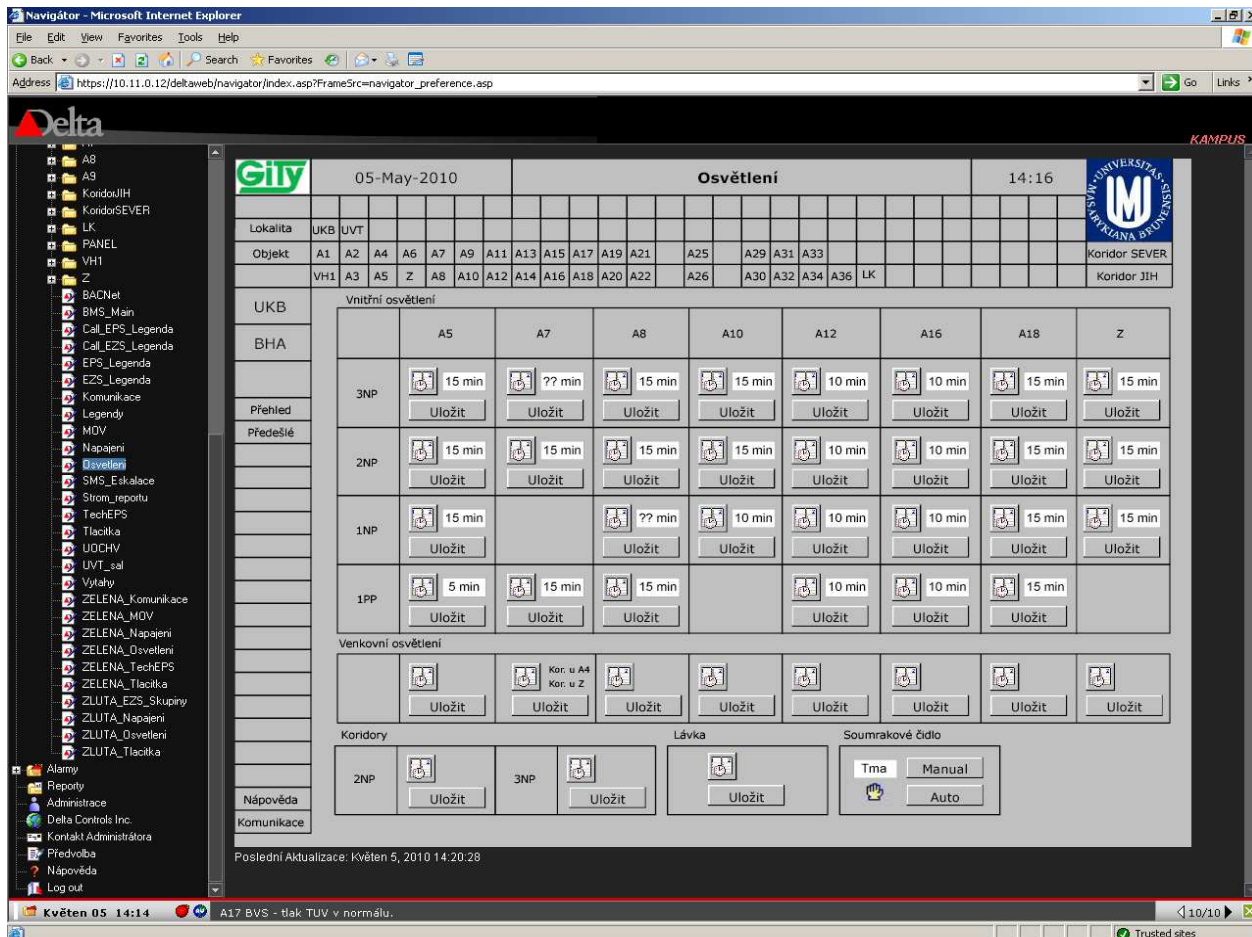 Navigátor - Microsoft Internet Explorer
File Edit View Favorites Tools Help
Back Search Favorites
Address https://10.11.0.12/deltaweb/navigator/index.asp?FrameSrc=navigator_preference.asp Go Links
Delta
KAMPUS
A8
A9
KoridorJIH
KoridorSEVER
LK
PANEL
VH1
Z
BACNet
BMS_Main
Call_EPS_Legenda
Call_EZS_Legenda
EPS_Legenda
EZS_Legenda
Komunikace
Legendy
MOV
Napajeni
Osvetleni
SMS_Eskalace
Strom_reportu
TechEPS
Tlacitka
UOCHV
UVT_sal
Vytahy
ZELENA_Komunikace
ZELENA_MOV
ZELENA_Napajeni
ZELENA_Osvetleni
ZELENA_TechEPS
ZELENA_Tlacitka
ZLUTA_EZS_Skupiny
ZLUTA_Napajeni
ZLUTA_Osvetleni
ZLUTA_Tlacitka
Alarmy
Reporty
Administrace
Delta Controls Inc.
Kontakt Administrátora
Předvolba
Nápověda
Log out
GiTy 05-May-2010 Osvětlení 14:16
UNIVERSITAS MASARYKIANA BRUNENSIS
Lokalita UKB UVT
Objekt A1 A2 A4 A6 A7 A9 A11 A13 A15 A17 A19 A21 A25 A29 A31 A33 Koridor SEVER
VH1 A3 A5 Z A8 A10 A12 A14 A16 A18 A20 A22 A26 A30 A32 A34 A36 LK Koridor JIH
UKB
BHA
Přehled
Předešlé
Nápověda
Komunikace
Vnitřní osvětlení
A5 A7 A8 A10 A12 A16 A18 Z
3NP 15 min ?? min 15 min 15 min 10 min 10 min 15 min 15 min
Uložit Uložit Uložit Uložit Uložit Uložit Uložit Uložit
2NP 15 min 15 min 15 min 15 min 10 min 10 min 15 min 15 min
Uložit Uložit Uložit Uložit Uložit Uložit Uložit Uložit
1NP 15 min ?? min 10 min 10 min 10 min 15 min 15 min
Uložit Uložit Uložit Uložit Uložit Uložit Uložit
1PP 5 min 15 min 15 min 10 min 10 min 15 min
Uložit Uložit Uložit Uložit Uložit Uložit
Venkovní osvětlení
Kor. u A4
Kor. u Z
Uložit Uložit Uložit Uložit Uložit Uložit Uložit Uložit
Koridory Lávka Soumrakové čidlo
2NP 3NP Tma Manual
Uložit Uložit Uložit Auto
Poslední Aktualizace: Květen 5, 2010 14:20:28
Květen 05 14:14 A17 BVS - tlak TUV v normálu. 10/10
Trusted sites